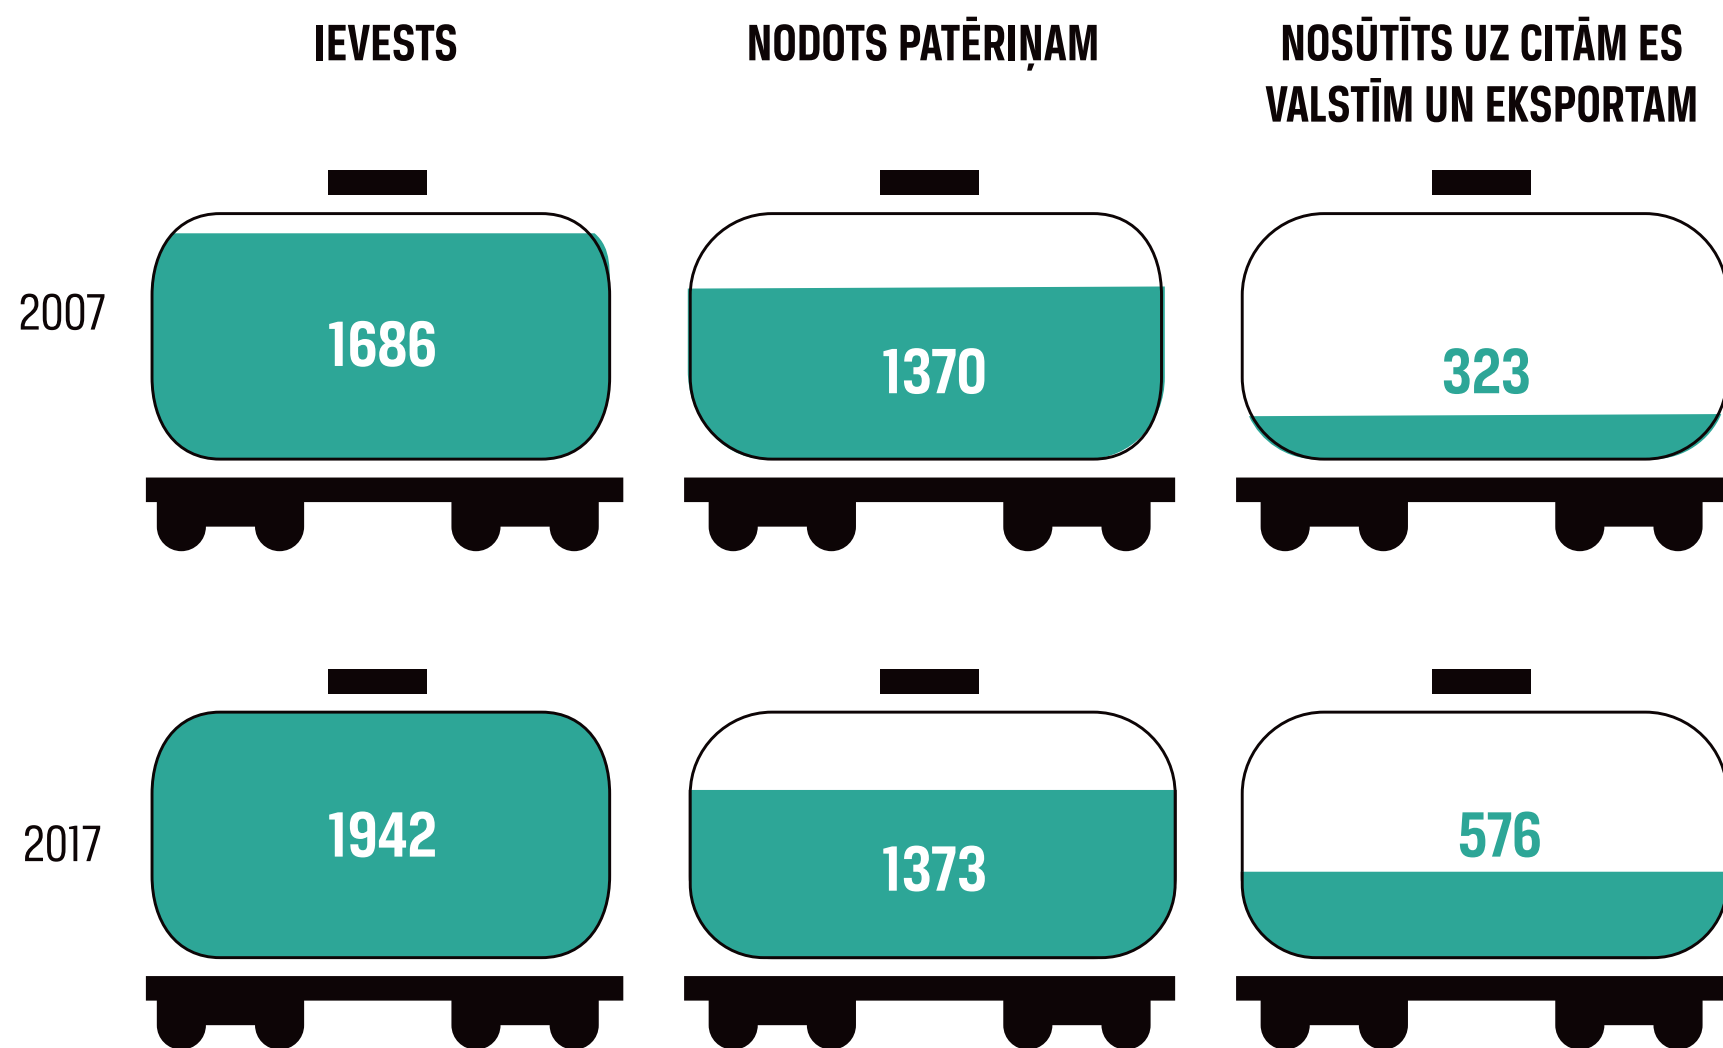 IEVESTS
NODOTS PATĒRIŅAM
NOSŪTĪTS UZ CITĀM ES
VALSTĪM UN EKSPORTAM
2007
1686
1370
323
2017
1942
1373
576